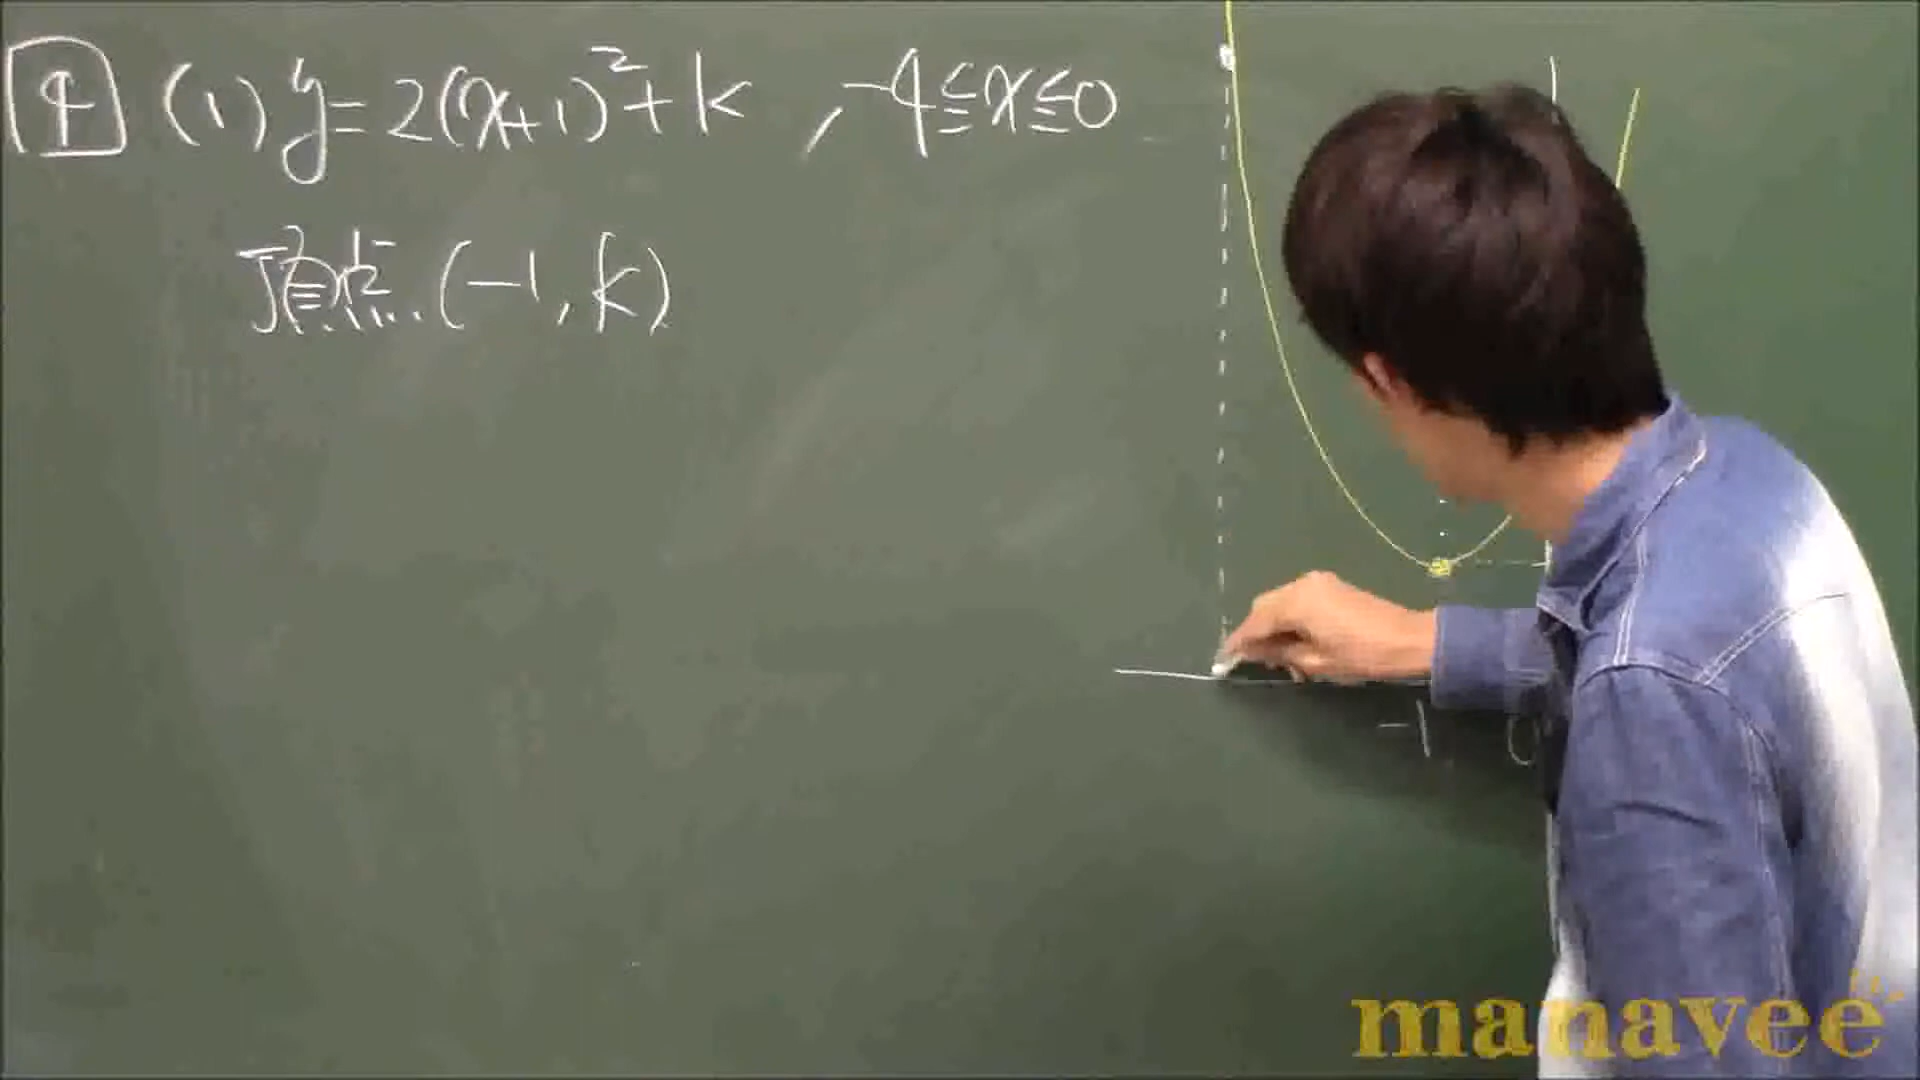 4 (1) y=2(x+1)²+k , -4≦x≦0
頂点 (-1, k)
-1 0
manavee